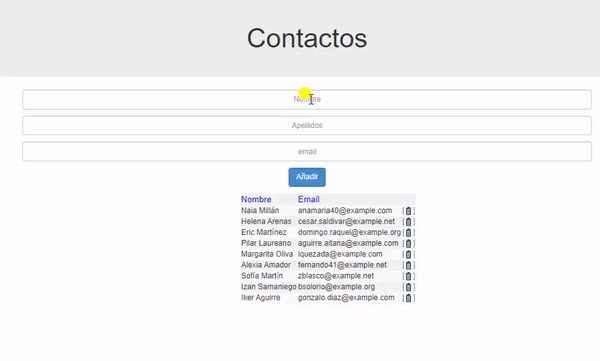 Contactos
Nombre
Apellidos
email
Añadir
Nombre Email
Naia Millán anamaria40@example.com []
Helena Arenas cesar.saldivar@example.net []
Eric Martínez domingo.raquel@example.org []
Pilar Laureano aguirre.aitana@example.com []
Margarita Oliva lquezada@example.com []
Alexia Amador fernando41@example.net []
Sofía Martín zblasco@example.net []
Izan Samaniego bsolorio@example.org []
Iker Aguirre gonzalo.diaz@example.com []